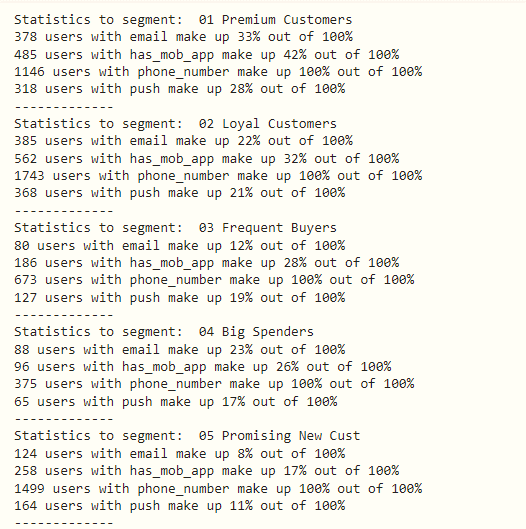 Statistics to segment:  01 Premium Customers
378 users with email make up 33% out of 100%
485 users with has_mob_app make up 42% out of 100%
1146 users with phone_number make up 100% out of 100%
318 users with push make up 28% out of 100%
-------------
Statistics to segment:  02 Loyal Customers
385 users with email make up 22% out of 100%
562 users with has_mob_app make up 32% out of 100%
1743 users with phone_number make up 100% out of 100%
368 users with push make up 21% out of 100%
-------------
Statistics to segment:  03 Frequent Buyers
80 users with email make up 12% out of 100%
186 users with has_mob_app make up 28% out of 100%
673 users with phone_number make up 100% out of 100%
127 users with push make up 19% out of 100%
-------------
Statistics to segment:  04 Big Spenders
88 users with email make up 23% out of 100%
96 users with has_mob_app make up 26% out of 100%
375 users with phone_number make up 100% out of 100%
65 users with push make up 17% out of 100%
-------------
Statistics to segment:  05 Promising New Cust
124 users with email make up 8% out of 100%
258 users with has_mob_app make up 17% out of 100%
1499 users with phone_number make up 100% out of 100%
164 users with push make up 11% out of 100%
-------------